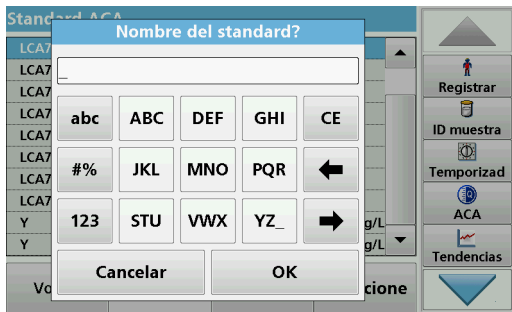 Standard ACA
Nombre del standard?
LCA7
LCA7
LCA7
LCA7
LCA7
LCA7
LCA7
LCA7
Y g/L
Y g/L
_
abc ABC DEF GHI CE
#% JKL MNO PQR
123 STU VWX YZ_
Cancelar OK
Vo cione
Registrar
ID muestra
Temporizad
ACA
Tendencias